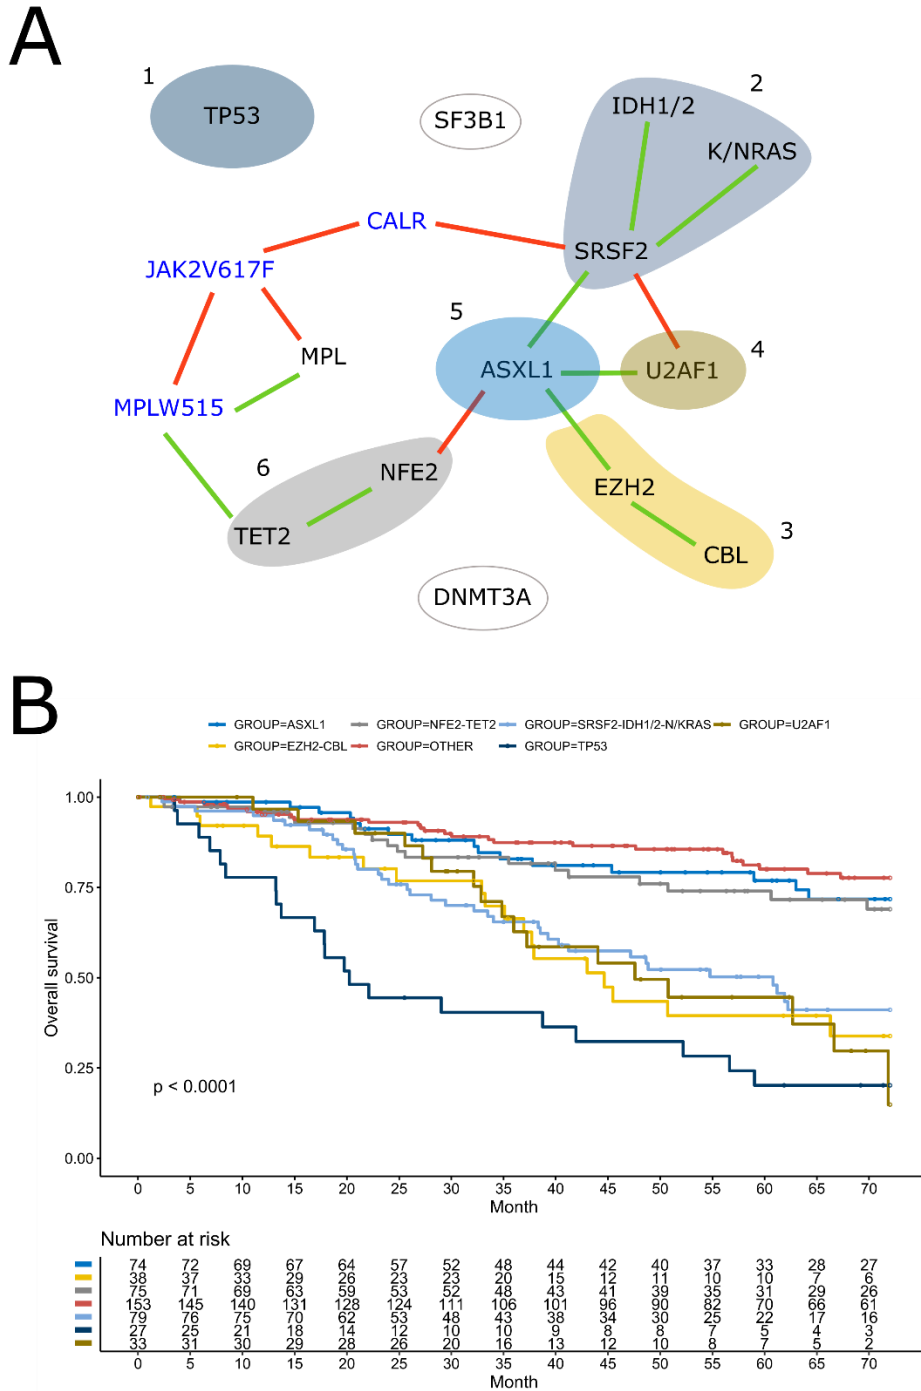 A
1
2
TP53
SF3B1
IDH1/2
K/NRAS
CALR
JAK2V617F
SRSF2
5
4
MPL
ASXL1
U2AF1
MPLW515
6
NFE2
EZH2
3
TET2
CBL
DNMT3A
B
GROUP=ASXL1 GROUP=NFE2-TET2 GROUP=SRSF2-IDH1/2-N/KRAS GROUP=U2AF1
GROUP=EZH2-CBL GROUP=OTHER GROUP=TP53
Overall survival
1.00
0.75
0.50
0.25
0.00
p < 0.0001
0 5 10 15 20 25 30 35 40 45 50 55 60 65 70
Month
Number at risk
74 72 69 67 64 57 52 48 44 42 40 37 33 28 27
38 37 33 29 26 23 23 20 15 12 11 10 10 7 6
75 71 69 63 60 53 52 48 43 41 39 35 31 29 26
153 145 140 131 128 124 111 106 101 96 90 82 70 66 61
79 76 75 70 62 53 48 43 38 34 30 25 22 17 16
27 25 21 18 14 12 10 10 9 8 8 7 5 4 3
33 31 30 29 28 26 20 16 13 12 10 8 7 5 2
0 5 10 15 20 25 30 35 40 45 50 55 60 65 70
Month